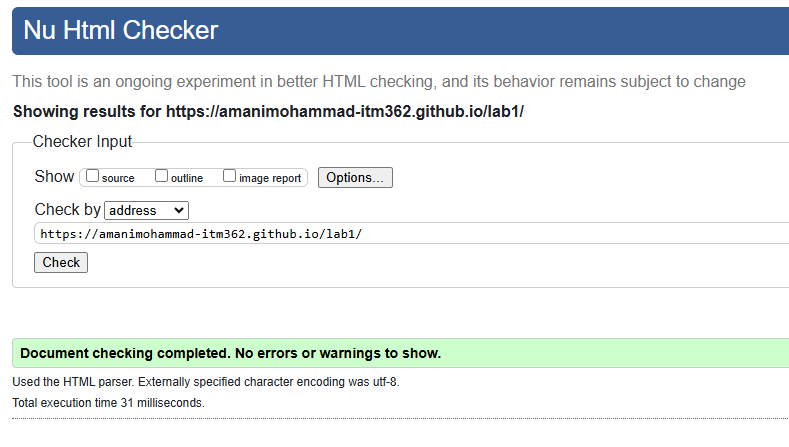 Nu Html Checker
This tool is an ongoing experiment in better HTML checking, and its behavior remains subject to change
Showing results for https://amanimohammad-itm362.github.io/lab1/
Checker Input
Show source outline image report Options...
Check by address
https://amanimohammad-itm362.github.io/lab1/
Check
Document checking completed. No errors or warnings to show.
Used the HTML parser. Externally specified character encoding was utf-8.
Total execution time 31 milliseconds.